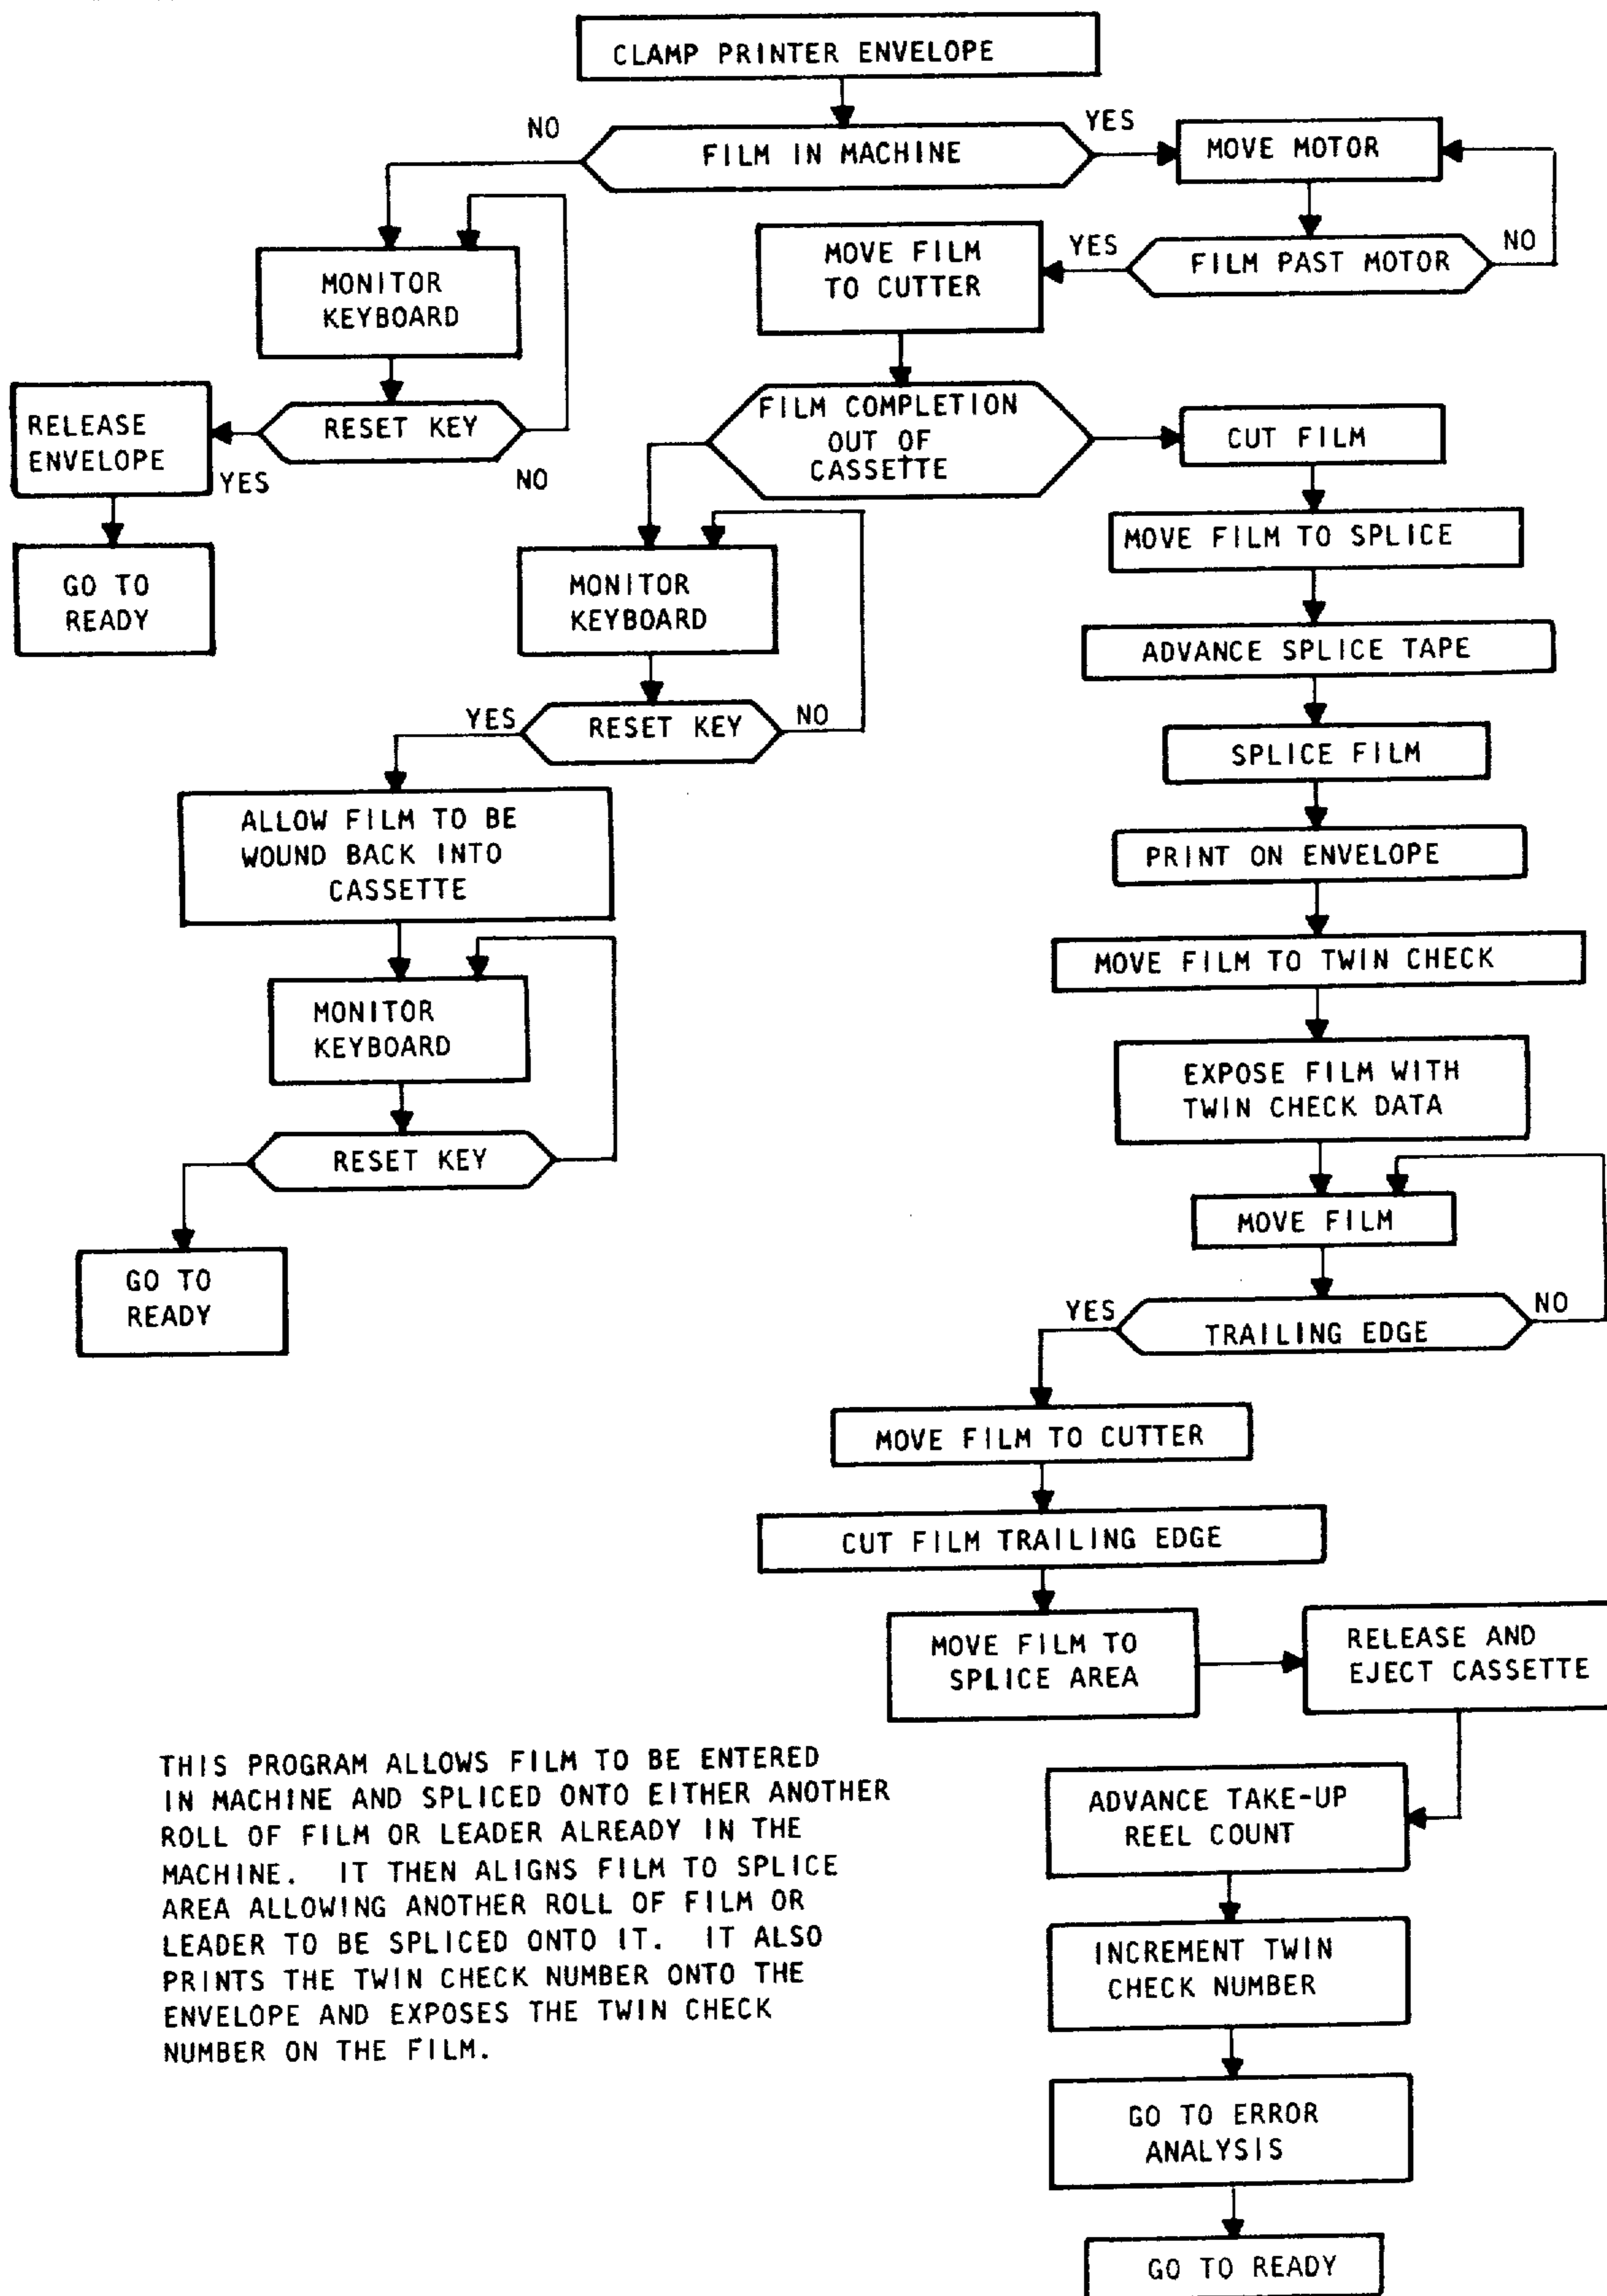 CLAMP PRINTER ENVELOPE
NO
YES
FILM IN MACHINE
MOVE MOTOR
MOVE FILM
TO CUTTER
YES
FILM PAST MOTOR
NO
MONITOR
KEYBOARD
RELEASE
ENVELOPE
YES
RESET KEY
NO
FILM COMPLETION
OUT OF
CASSETTE
CUT FILM
GO TO
READY
MOVE FILM TO SPLICE
MONITOR
KEYBOARD
ADVANCE SPLICE TAPE
YES
RESET KEY
NO
SPLICE FILM
ALLOW FILM TO BE
WOUND BACK INTO
CASSETTE
PRINT ON ENVELOPE
MOVE FILM TO TWIN CHECK
MONITOR
KEYBOARD
EXPOSE FILM WITH
TWIN CHECK DATA
RESET KEY
MOVE FILM
GO TO
READY
YES
TRAILING EDGE
NO
MOVE FILM TO CUTTER
CUT FILM TRAILING EDGE
MOVE FILM TO
SPLICE AREA
RELEASE AND
EJECT CASSETTE
THIS PROGRAM ALLOWS FILM TO BE ENTERED
IN MACHINE AND SPLICED ONTO EITHER ANOTHER
ROLL OF FILM OR LEADER ALREADY IN THE
MACHINE. IT THEN ALIGNS FILM TO SPLICE
AREA ALLOWING ANOTHER ROLL OF FILM OR
LEADER TO BE SPLICED ONTO IT. IT ALSO
PRINTS THE TWIN CHECK NUMBER ONTO THE
ENVELOPE AND EXPOSES THE TWIN CHECK
NUMBER ON THE FILM.
ADVANCE TAKE-UP
REEL COUNT
INCREMENT TWIN
CHECK NUMBER
GO TO ERROR
ANALYSIS
GO TO READY